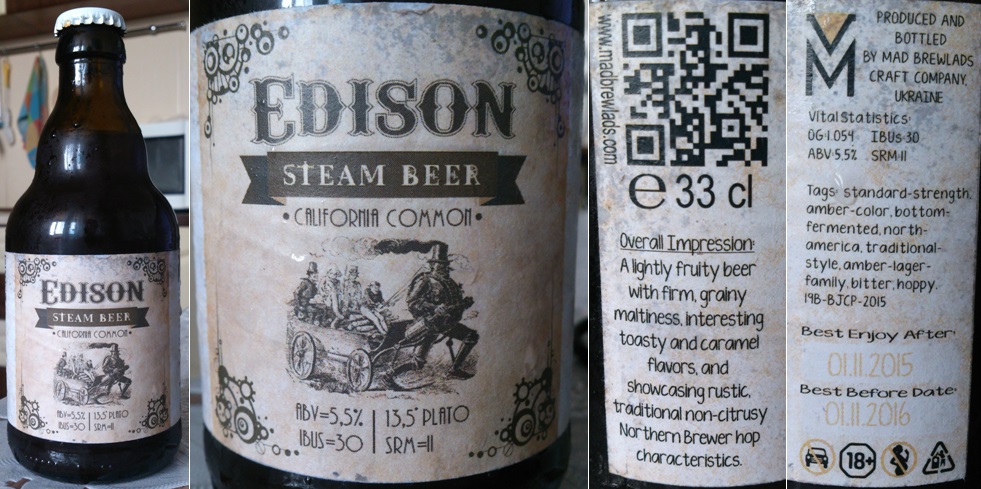 EDISON
STEAM BEER
•CALIFORNIA COMMON•
ABV=5,5% | 13,5° PLATO
IBUS=30 | SRM=11
EDISON
STEAM BEER
•CALIFORNIA COMMON•
ABV=5,5% | 13,5° PLATO
IBUS=30 | SRM=11
www.madbrewlads.com
e 33 cl
Overall Impression:
A lightly fruity beer
with firm, grainy
maltiness, interesting
toasty and caramel
flavors, and
showcasing rustic,
traditional non-citrusy
Northern Brewer hop
characteristics.
M
PRODUCED AND
BOTTLED
BY MAD BREWLADS
CRAFT COMPANY,
UKRAINE
Vital Statistics:
OG:1.054 IBUs:30
ABV:5.5% SRM:11
Tags: standard-strength,
amber-color, bottom-
fermented, north-
america, traditional-
style, amber-lager-
family, bitter, hoppy.
19B-BJCP-2015
Best Enjoy After:
01.11.2015
Best Before Date:
01.11.2016
18+